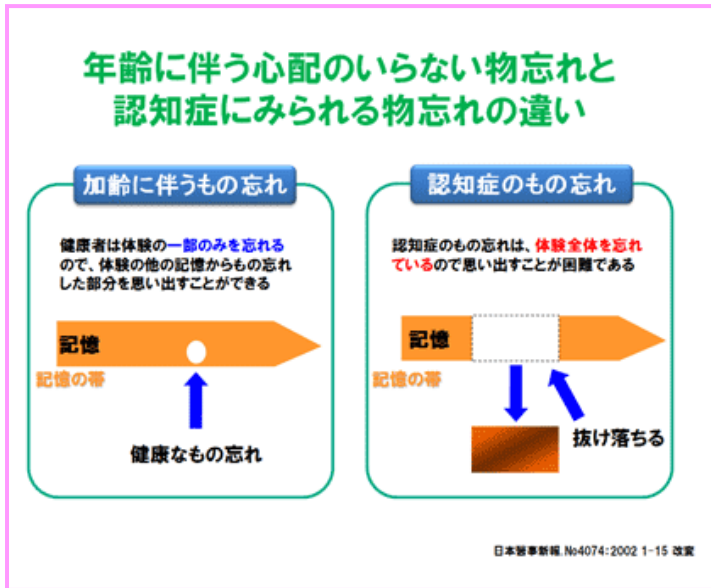 年齢に伴う心配のいらない物忘れと
認知症にみられる物忘れの違い
加齢に伴うもの忘れ
健康者は体験の一部のみを忘れる
ので、体験の他の記憶からもの忘れ
した部分を思い出すことができる
記憶
記憶の帯
健康なもの忘れ
認知症のもの忘れ
認知症のもの忘れは、体験全体を忘れ
ているので思い出すことが困難である
記憶
記憶の帯
抜け落ちる
日本醫事新報.No4074:2002 1-15 改変